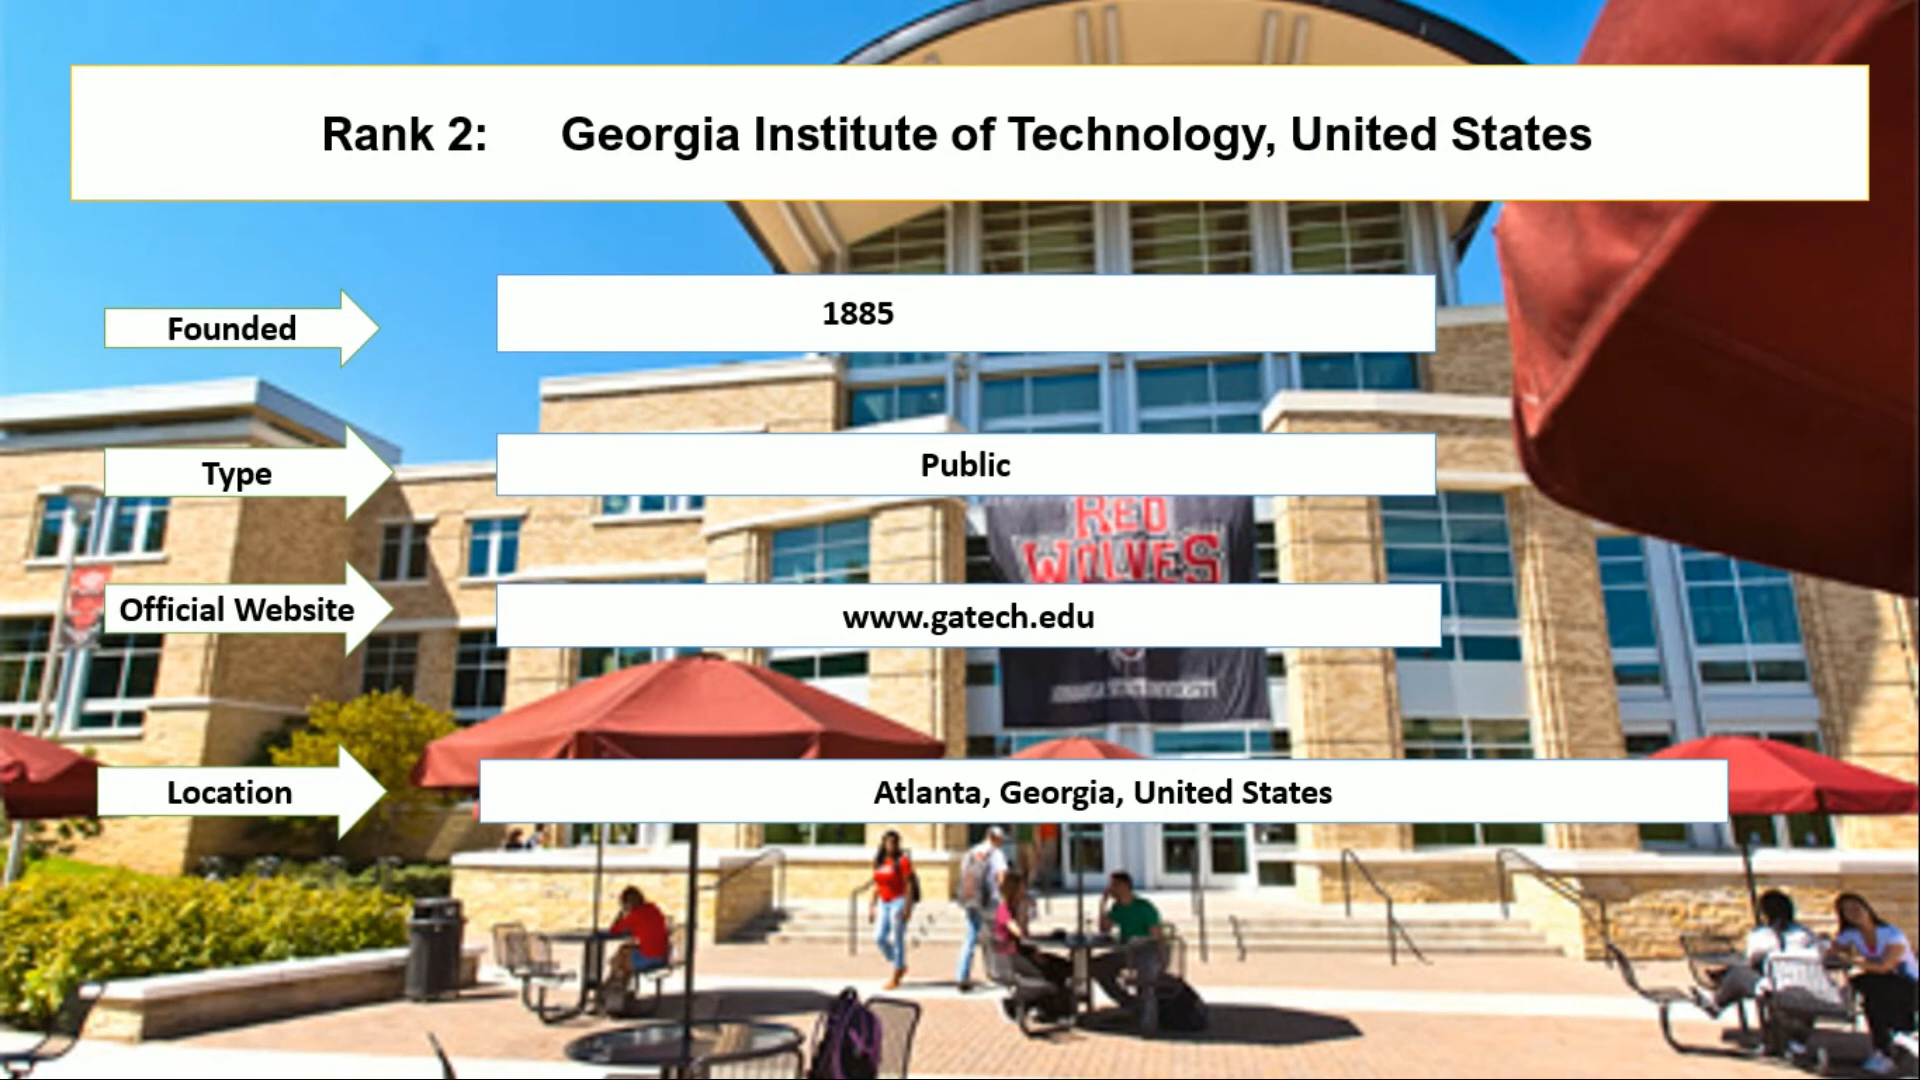 Rank 2: Georgia Institute of Technology, United States
Founded
1885
Type
Public
RED
WOLVES
Official Website
www.gatech.edu
Location
Atlanta, Georgia, United States